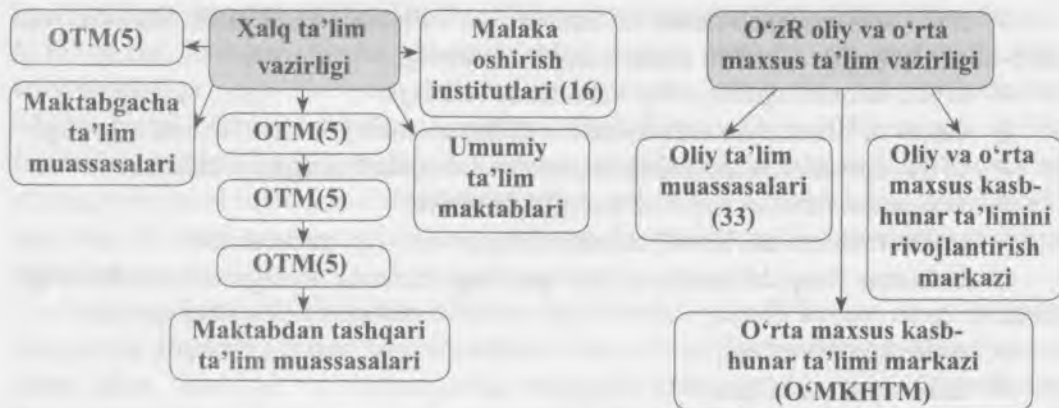 OTM(5)
Xalq ta’lim
vazirligi
Malaka
oshirish
institutlari (16)
Maktabgacha
ta’lim
muassasalari
OTM(5)
OTM(5)
OTM(5)
Umumiy
ta’lim
maktablari
Maktabdan tashqari
ta’lim muassasalari
O‘zR oliy va o‘rta
maxsus ta’lim vazirligi
Oliy ta’lim
muassasalari
(33)
Oliy va o‘rta
maxsus kasb-
hunar ta’limini
rivojlantirish
markazi
O‘rta maxsus kasb-
hunar ta’limi markazi
(O‘MKHTM)